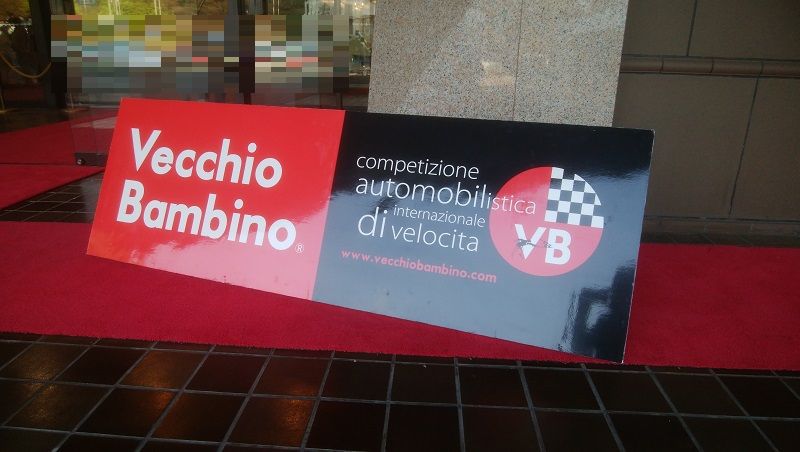 Vecchio
Bambino®
competizione
automobilistica
internazionale
di velocita
www.vecchiobambino.com
VB